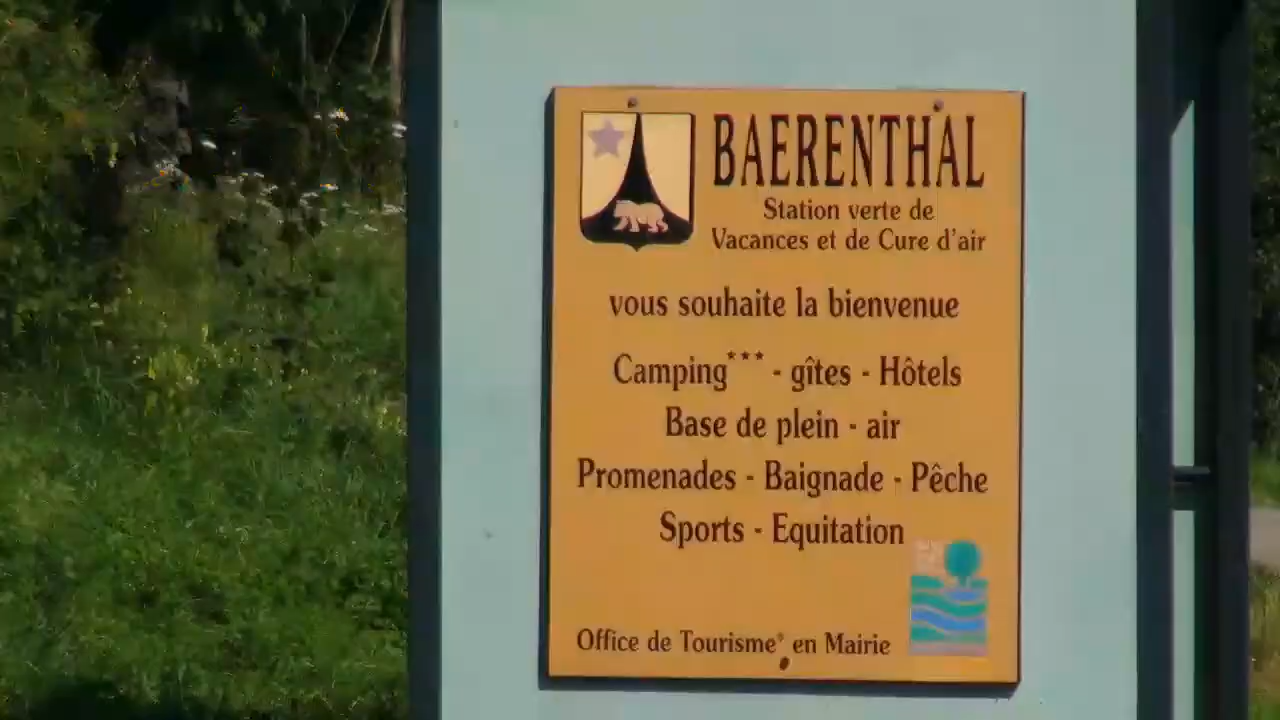 BAERENTHAL
Station verte de
Vacances et de Cure d'air
vous souhaite la bienvenue
Camping*** - gîtes - Hôtels
Base de plein - air
Promenades - Baignade - Pêche
Sports - Equitation
Office de Tourisme* en Mairie